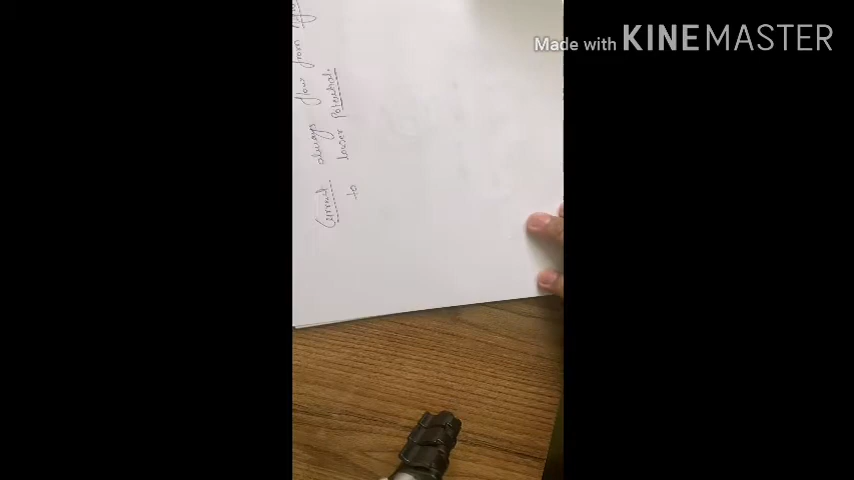 Made with KINEMASTER
Current always flow from
to lower potential.